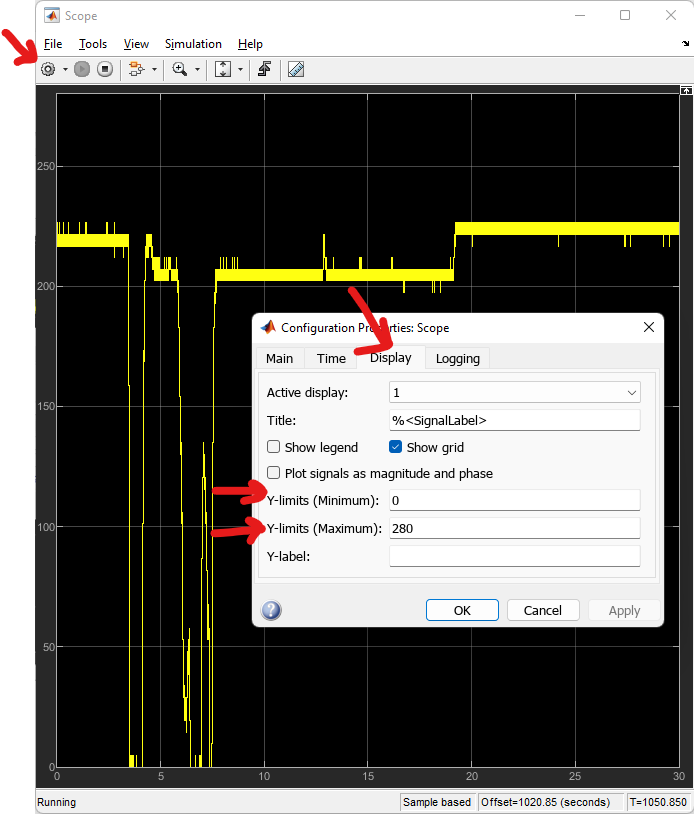 Scope
File Tools View Simulation Help
250
200
150
100
50
0
0 5 10 15 20 25 30
Configuration Properties: Scope
Main Time Display Logging
Active display: 1
Title: %<SignalLabel>
Show legend Show grid
Plot signals as magnitude and phase
Y-limits (Minimum): 0
Y-limits (Maximum): 280
Y-label:
? OK Cancel Apply
Running Sample based Offset=1020.85 (seconds) T=1050.850